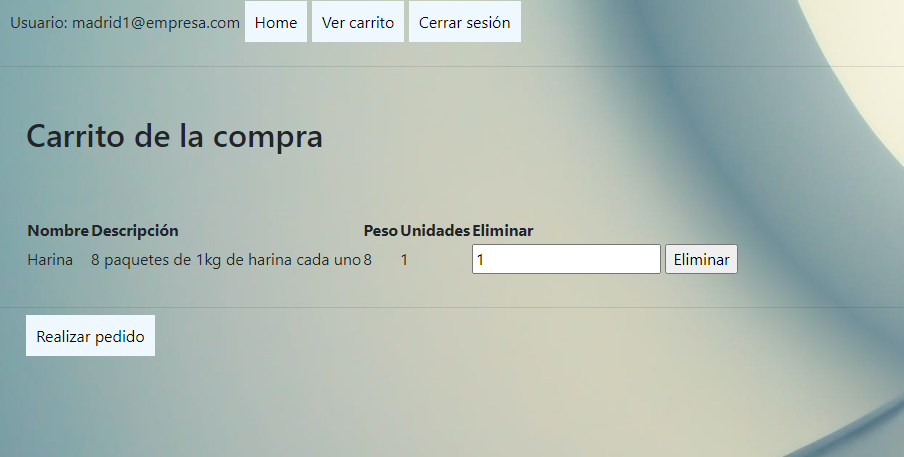 Usuario: madrid1@empresa.com Home Ver carrito Cerrar sesión
Carrito de la compra
Nombre Descripción Peso Unidades Eliminar
Harina 8 paquetes de 1kg de harina cada uno 8 1 1 Eliminar
Realizar pedido